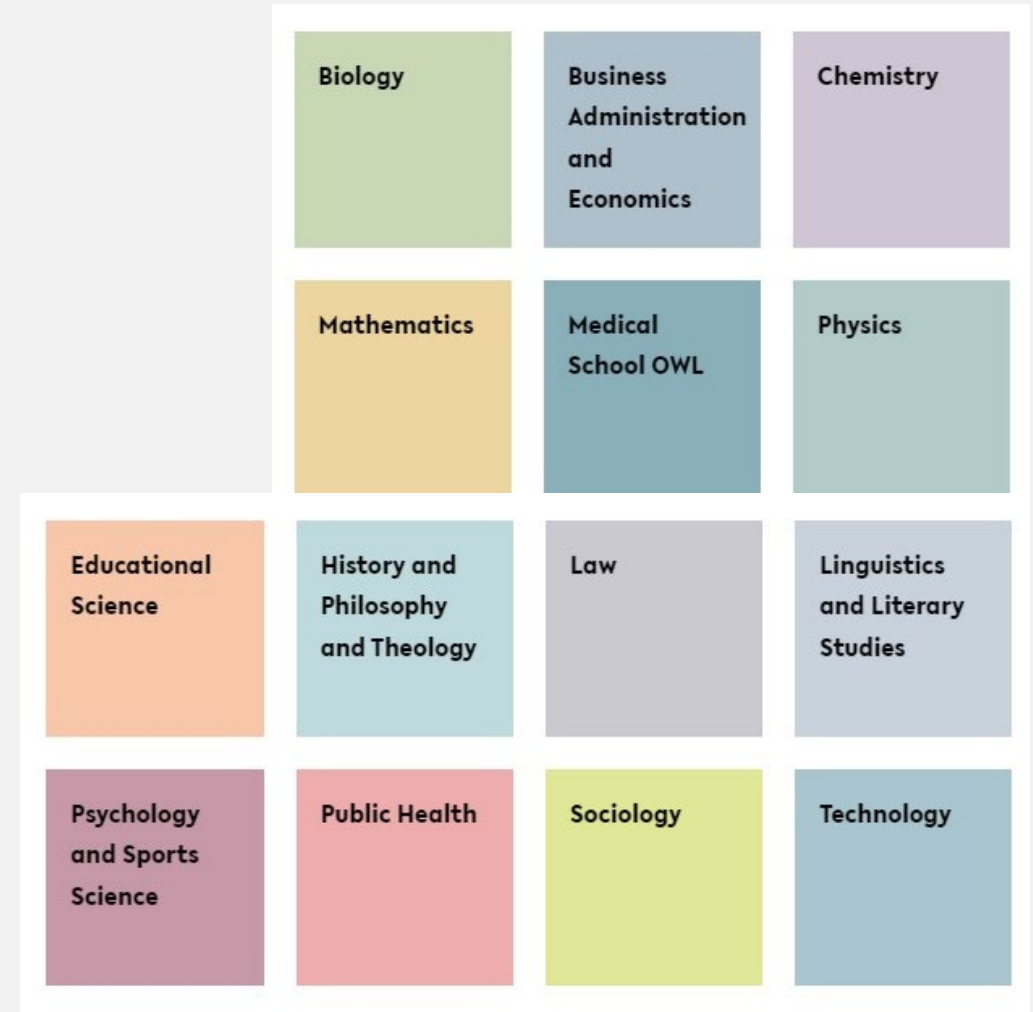 Biology
Business
Administration
and
Economics
Chemistry
Mathematics
Medical
School OWL
Physics
Educational
Science
History and
Philosophy
and Theology
Law
Linguistics
and Literary
Studies
Psychology
and Sports
Science
Public Health
Sociology
Technology